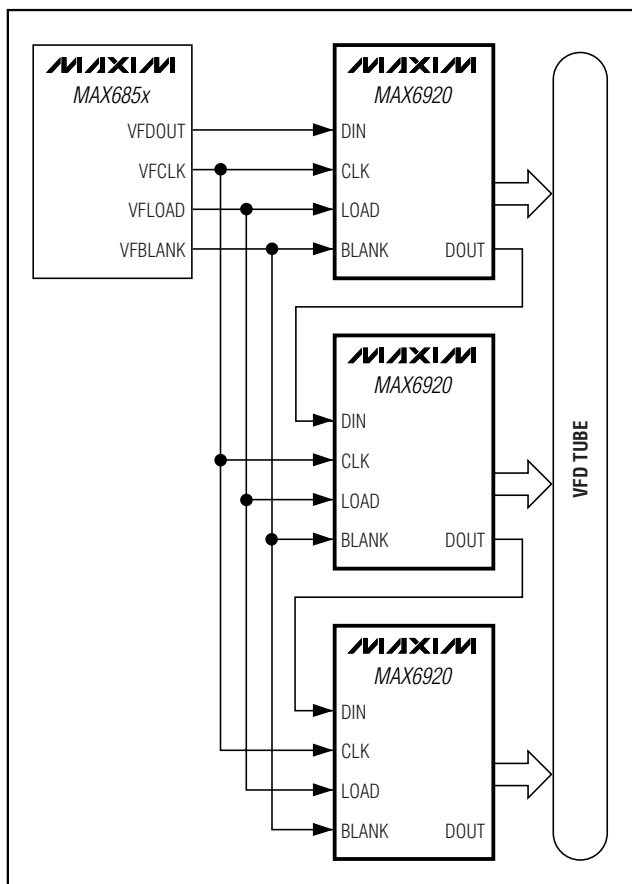 MAXIM
MAX685x
VFDOUT
VFCLK
VFLOAD
VFBLANK
MAXIM
MAX6920
DIN
CLK
LOAD
BLANK DOUT
MAXIM
MAX6920
DIN
CLK
LOAD
BLANK DOUT
MAXIM
MAX6920
DIN
CLK
LOAD
BLANK DOUT
VFD TUBE